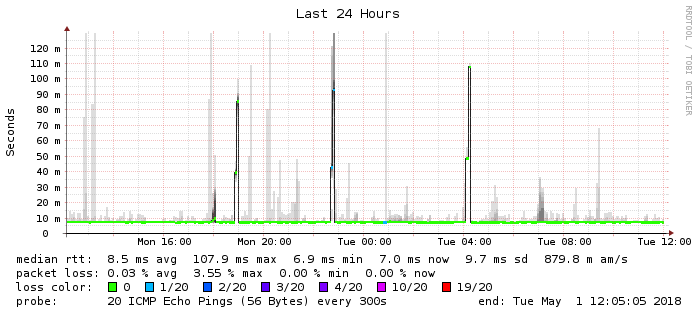 Last 24 Hours
RRDTOOL / TOBI OETIKER
Seconds
120 m
110 m
100 m
90 m
80 m
70 m
60 m
50 m
40 m
30 m
20 m
10 m
0
Mon 16:00 Mon 20:00 Tue 00:00 Tue 04:00 Tue 08:00 Tue 12:00
median rtt: 8.5 ms avg 107.9 ms max 6.9 ms min 7.0 ms now 9.7 ms sd 879.8 m am/s
packet loss: 0.03 % avg 3.55 % max 0.00 % min 0.00 % now
loss color: 0 1/20 2/20 3/20 4/20 10/20 19/20
probe: 20 ICMP Echo Pings (56 Bytes) every 300s end: Tue May 1 12:05:05 2018